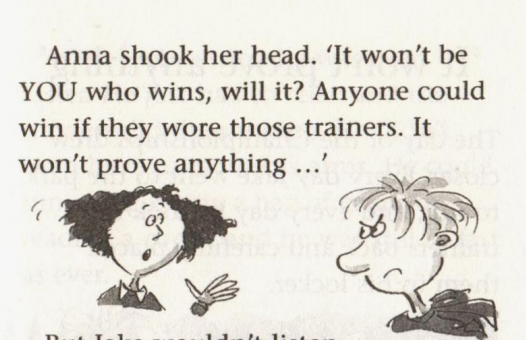 Anna shook her head. ‘It won’t be
YOU who wins, will it? Anyone could
win if they wore those trainers. It
won’t prove anything ...’
But Jake wouldn’t listen